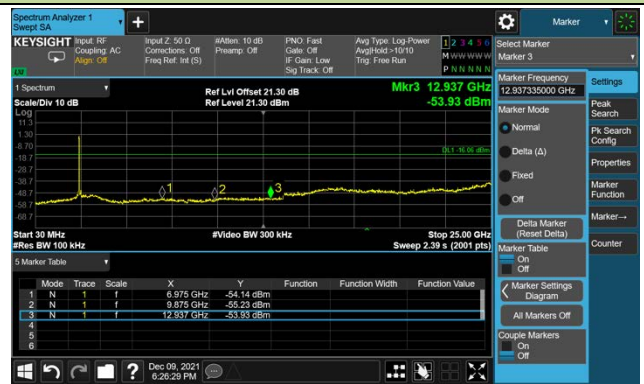 Spectrum Analyzer 1
Swept SA
+
Marker
KEYSIGHT
Input: RF
Coupling: AC
Align: Off
Input Z: 50 Ω
Corrections: Off
Freq Ref: Int (S)
#Atten: 10 dB
Preamp: Off
PNO: Fast
Gate: Off
IF Gain: Low
Sig Track: Off
Avg Type: Log-Power
Avg|Hold:>10/10
Trig: Free Run
1 2 3 4 5 6
M W W W W W
P N N N N N
Select Marker
Marker 3
1 Spectrum
Scale/Div 10 dB
Ref Lvl Offset 21.30 dB
Ref Level 21.30 dBm
Mkr3 12.937 GHz
-53.93 dBm
Log
11.3
1.30
-8.70
-18.7
-28.7
-38.7
-48.7
-58.7
-68.7
DL1 -16.06 dBm
1
2
3
Start 30 MHz
#Res BW 100 kHz
#Video BW 300 kHz
Stop 25.00 GHz
Sweep 2.39 s (2001 pts)
5 Marker Table
Mode Trace Scale X Y Function Function Width Function Value
1 N 1 f 6.975 GHz -54.14 dBm
2 N 1 f 9.875 GHz -55.23 dBm
3 N 1 f 12.937 GHz -53.93 dBm
4
5
6
Marker Frequency
12.937335000 GHz
Marker Mode
Normal
Delta (Δ)
Fixed
Off
Delta Marker
(Reset Delta)
Marker Table
On
Off
Marker Settings
Diagram
All Markers Off
Couple Markers
On
Off
Settings
Peak
Search
Pk Search
Config
Properties
Marker
Function
Marker→
Counter
?
Dec 09, 2021
6:26:29 PM